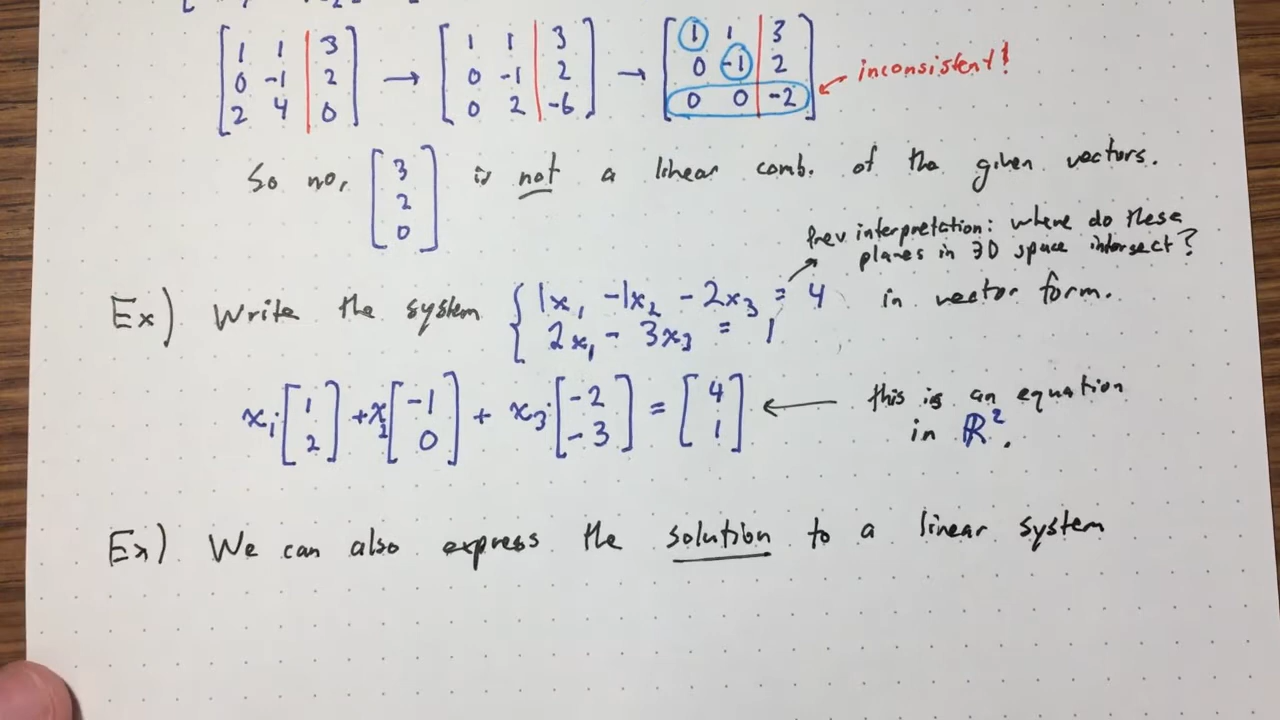 [1 1 | 3] → [1 1 | 3] → [1 1 | 3]
[0 -1 | 2] [0 -1 | 2] [0 -1 | 2] ← inconsistent!
[2 4 | 0] [0 2 | -6] [0 0 | -2]
So no, [3 2 0] is not a linear comb. of the given vectors.
Prev interpretation: where do these
planes in 3D space intersect?
Ex) Write the system { 1x₁ - 1x₂ - 2x₃ = 4 in vector form.
2x₁ - 3x₃ = 1
x₁[1 2] + x₂[-1 0] + x₃[-2 -3] = [4 1] ← this is an equation
in ℝ².
Ex) We can also express the solution to a linear system